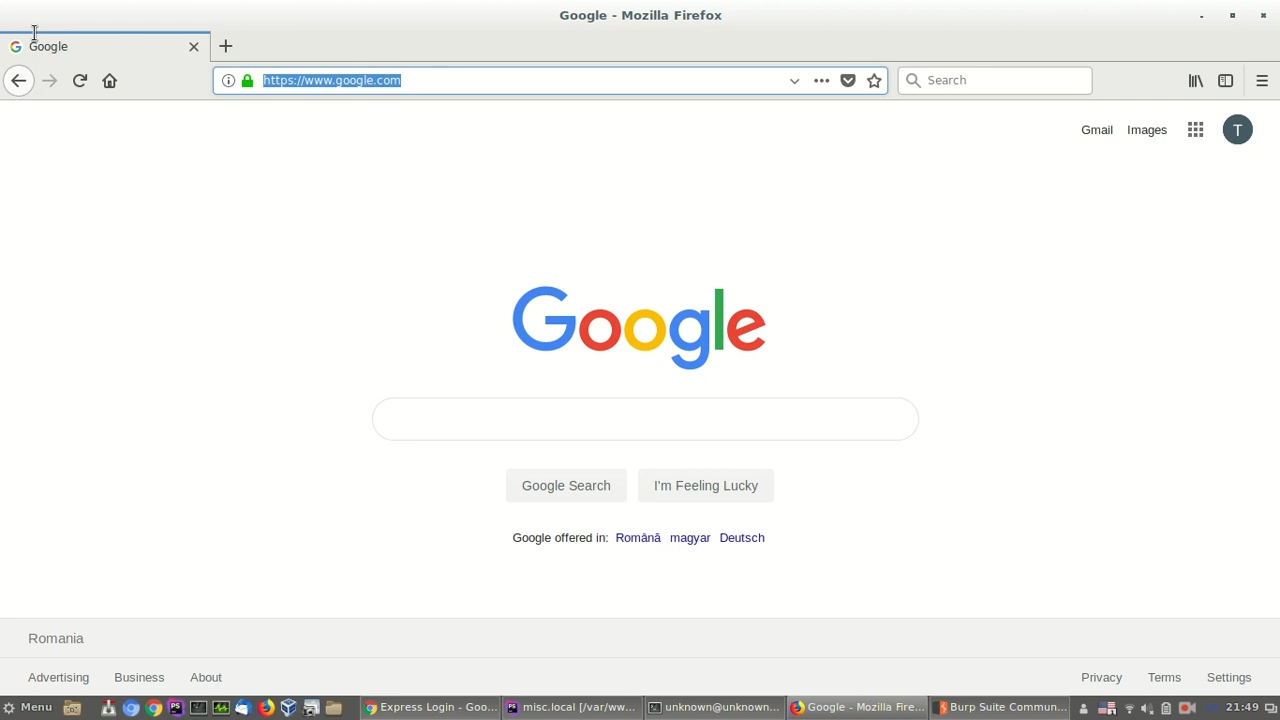 Google - Mozilla Firefox
Google
https://www.google.com
Search
Gmail Images T
Google
Google Search I'm Feeling Lucky
Google offered in: Română magyar Deutsch
Romania
Advertising Business About Privacy Terms Settings
Menu Express Login - Goo... misc.local [/var/ww... unknown@unknown... Google - Mozilla Fire... Burp Suite Commun... 21:49